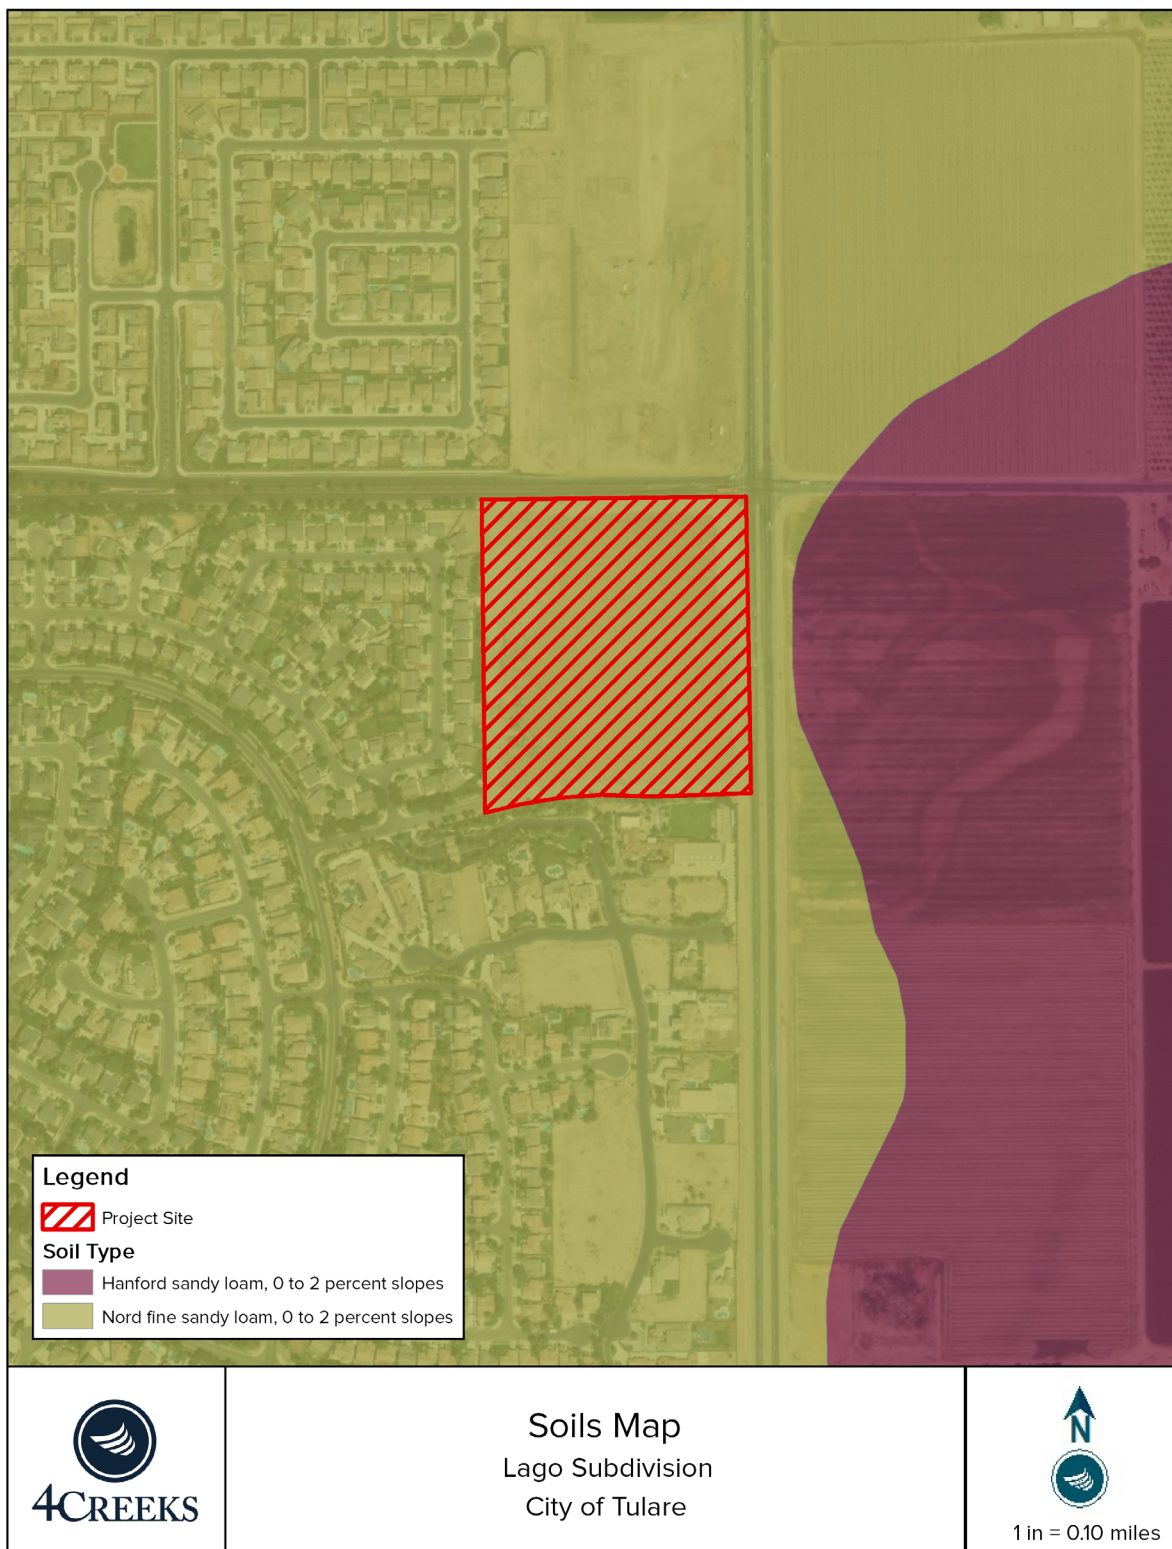 Legend
Project Site
Soil Type
Hanford sandy loam, 0 to 2 percent slopes
Nord fine sandy loam, 0 to 2 percent slopes
4CREEKS
Soils Map
Lago Subdivision
City of Tulare
N
1 in = 0.10 miles